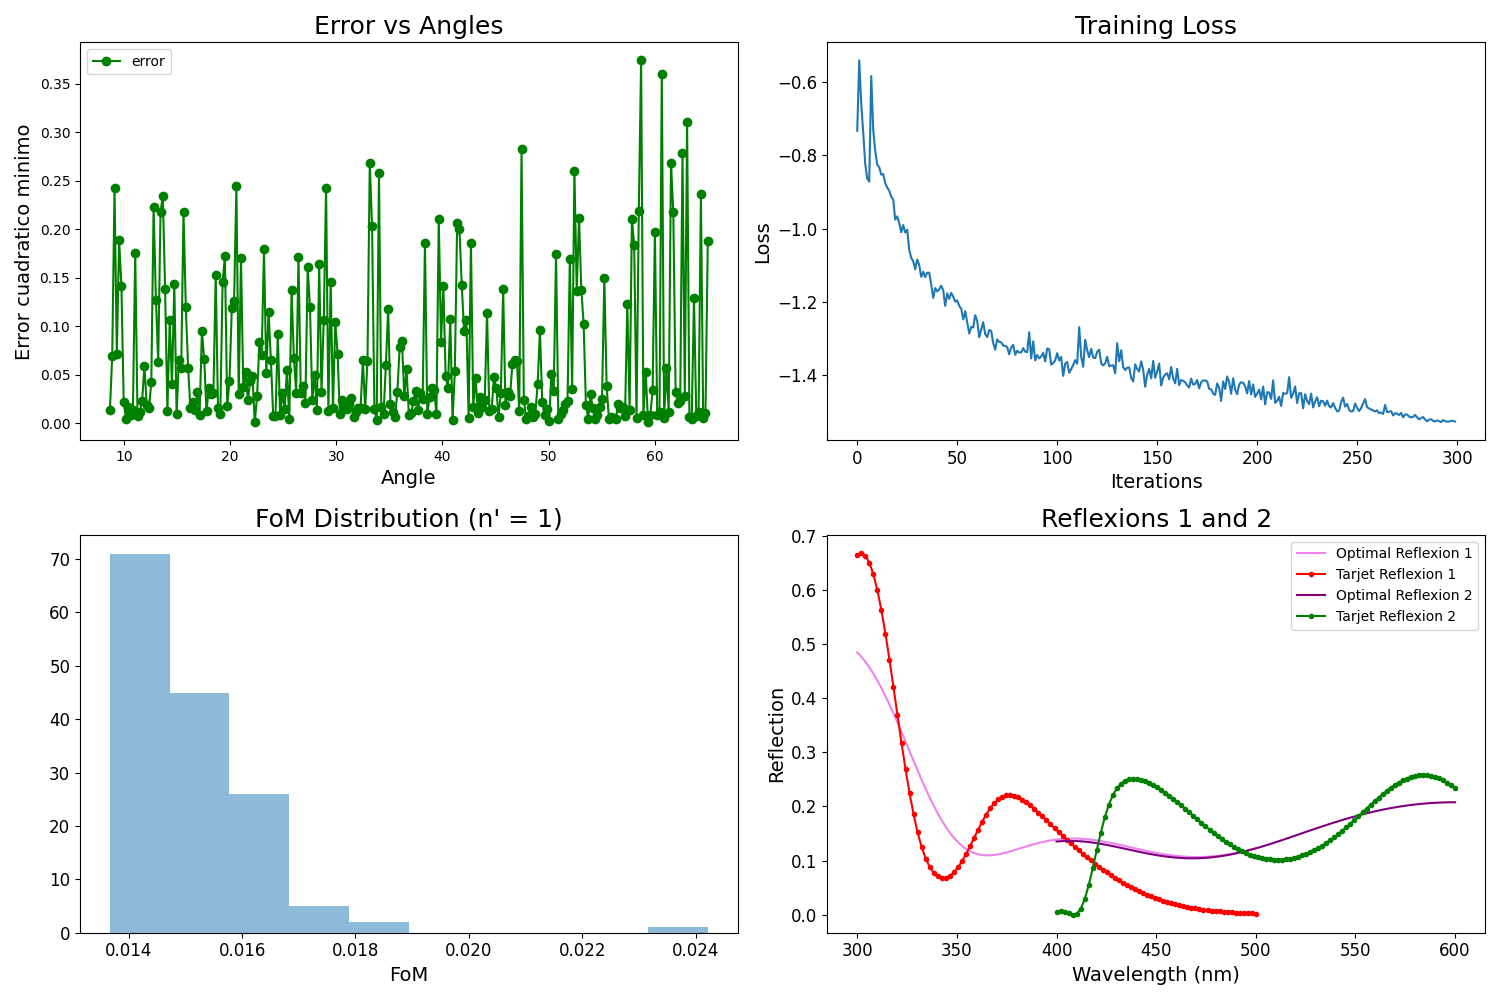 Error vs Angles
error
0.35
0.30
0.25
0.20
0.15
0.10
0.05
0.00
Error cuadratico minimo
10 20 30 40 50 60
Angle
Training Loss
−0.6
−0.8
−1.0
−1.2
−1.4
Loss
0 50 100 150 200 250 300
Iterations
FoM Distribution (n' = 1)
70
60
50
40
30
20
10
0
0.014 0.016 0.018 0.020 0.022 0.024
FoM
Reflexions 1 and 2
Optimal Reflexion 1
Tarjet Reflexion 1
Optimal Reflexion 2
Tarjet Reflexion 2
0.7
0.6
0.5
0.4
0.3
0.2
0.1
0.0
Reflection
300 350 400 450 500 550 600
Wavelength (nm)